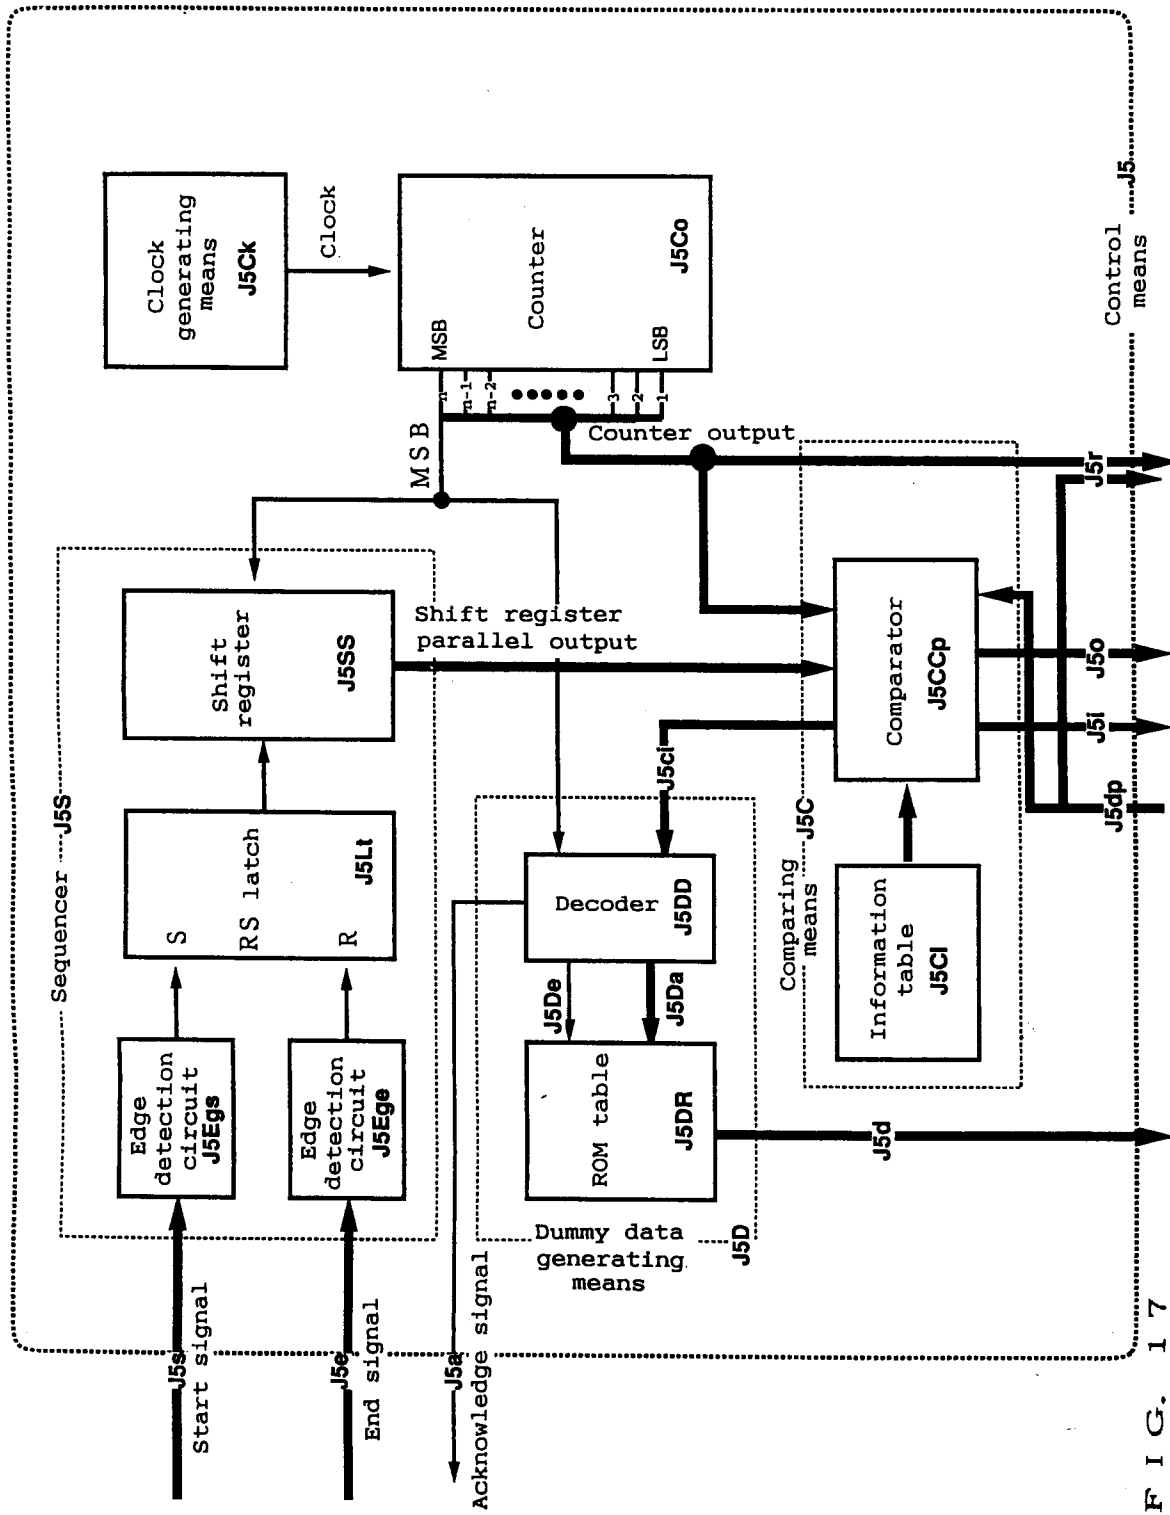 Start signal
J5s
End signal
J5e
Acknowledge signal
J5a
Sequencer
J5S
Edge
detection
circuit
J5Egs
Edge
detection
circuit
J5Ege
S
RS latch
R
J5Lt
Shift
register
J5SS
Clock
generating
means
J5Ck
Clock
MSB
Counter
LSB
J5Co
n
n-1
n-2
3
2
1
MSB
Counter output
Shift register
parallel output
Dummy data
generating
means
J5D
ROM table
J5DR
J5De
J5Da
Decoder
J5DD
J5ci
J5d
Comparing
means
J5C
Information
table
J5CI
Comparator
J5CCp
J5dp
J5i
J5o
J5r
Control
means
J5
FIG. 17